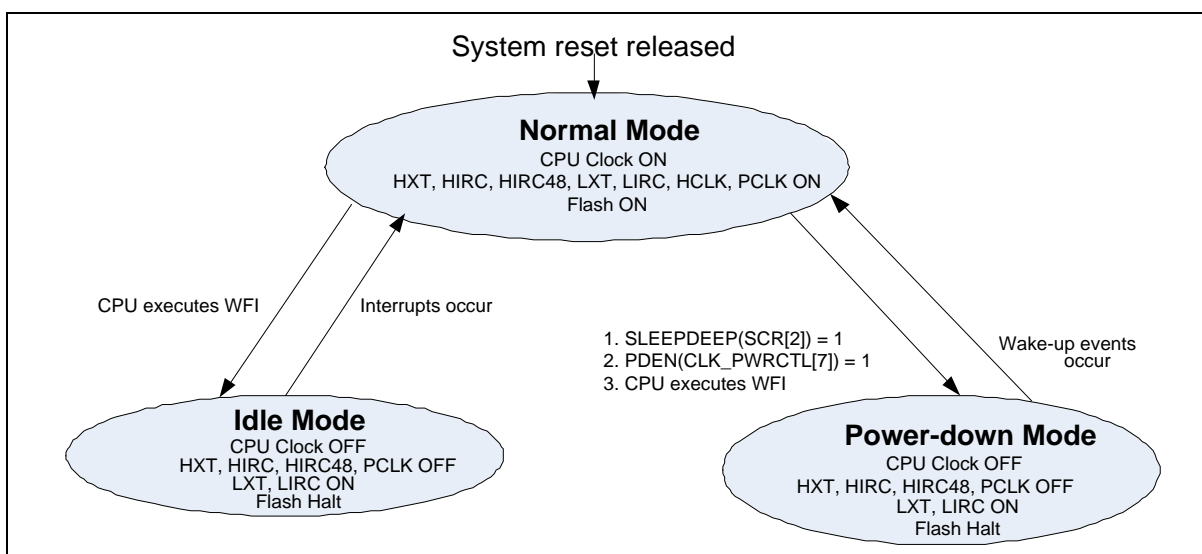 System reset released
Normal Mode
CPU Clock ON
HXT, HIRC, HIRC48, LXT, LIRC, HCLK, PCLK ON
Flash ON
CPU executes WFI
Interrupts occur
1. SLEEPDEEP(SCR[2]) = 1
2. PDEN(CLK_PWRCTL[7]) = 1
3. CPU executes WFI
Wake-up events
occur
Idle Mode
CPU Clock OFF
HXT, HIRC, HIRC48, PCLK OFF
LXT, LIRC ON
Flash Halt
Power-down Mode
CPU Clock OFF
HXT, HIRC, HIRC48, PCLK OFF
LXT, LIRC ON
Flash Halt